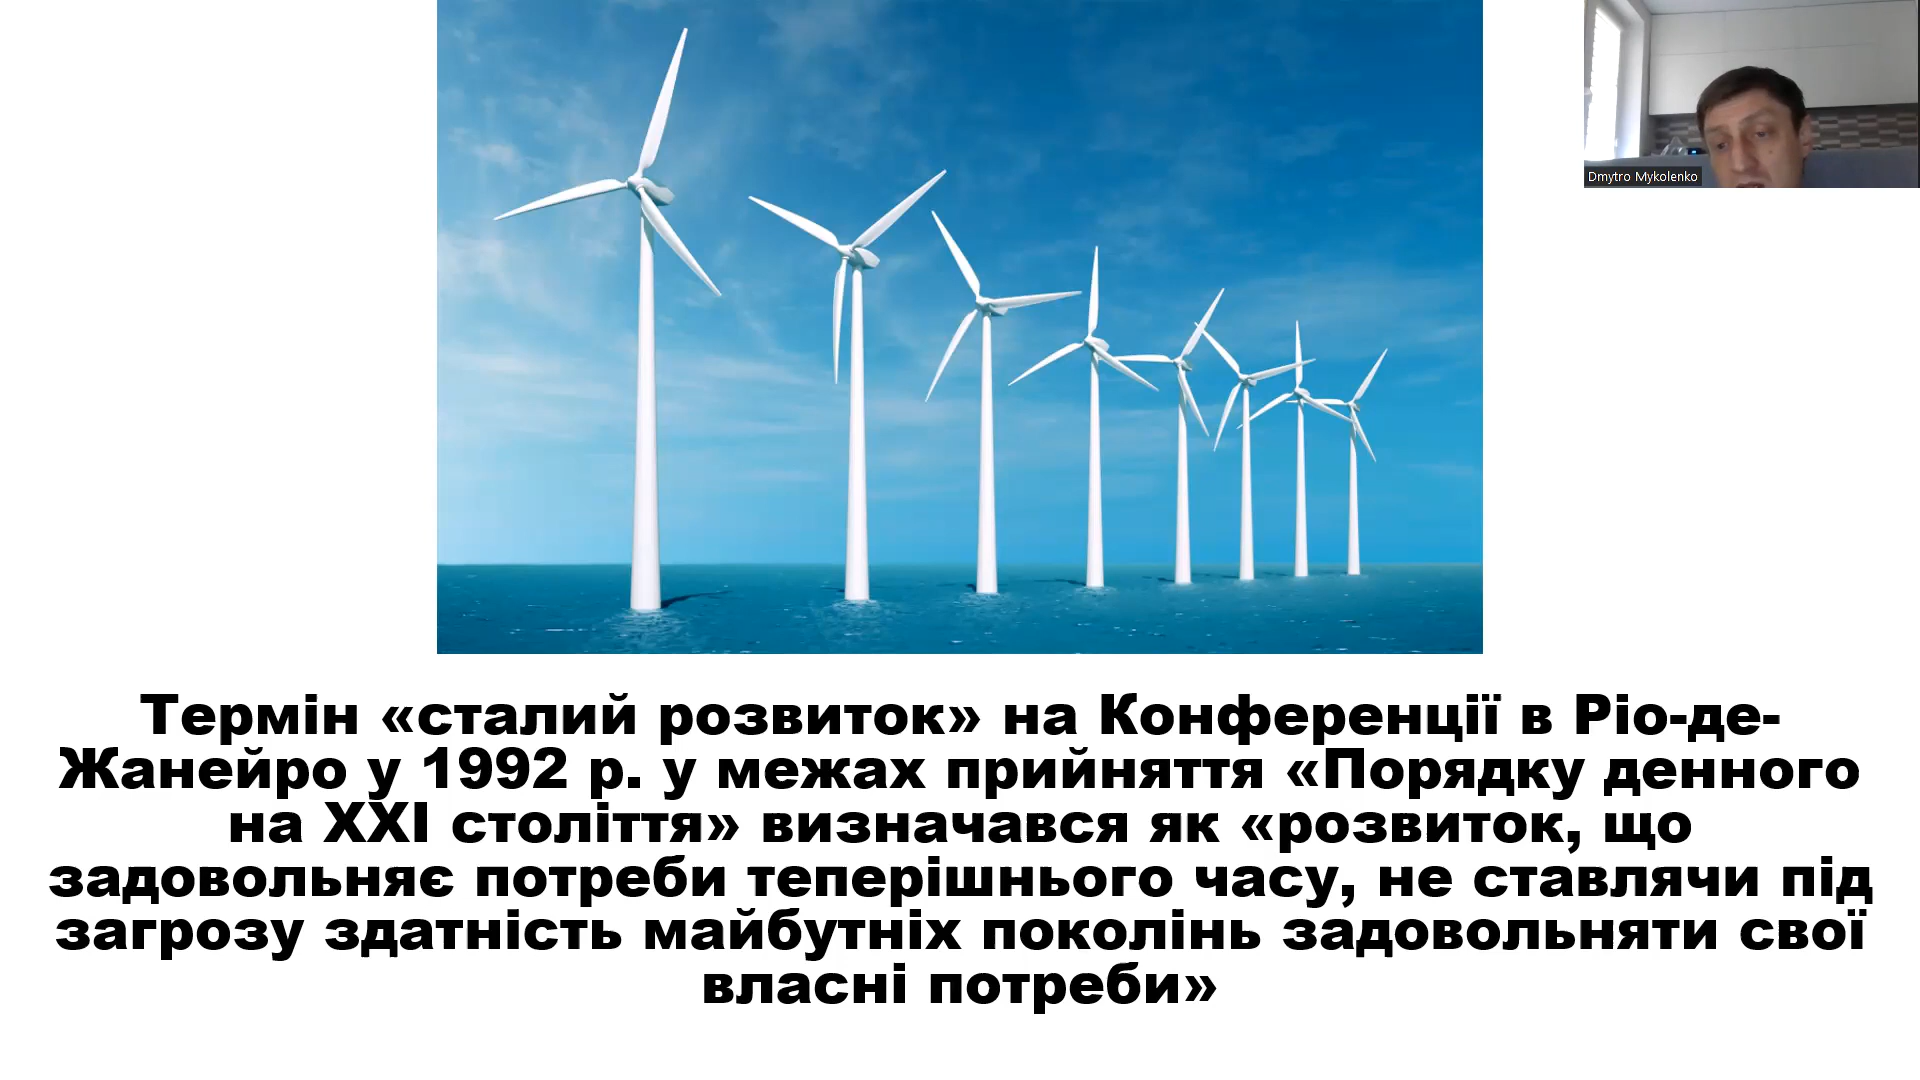 Dmytro Mykolenko
Термін «сталий розвиток» на Конференції в Ріо-де-
Жанейро у 1992 р. у межах прийняття «Порядку денного
на ХХІ століття» визначався як «розвиток, що
задовольняє потреби теперішнього часу, не ставлячи під
загрозу здатність майбутніх поколінь задовольняти свої
власні потреби»